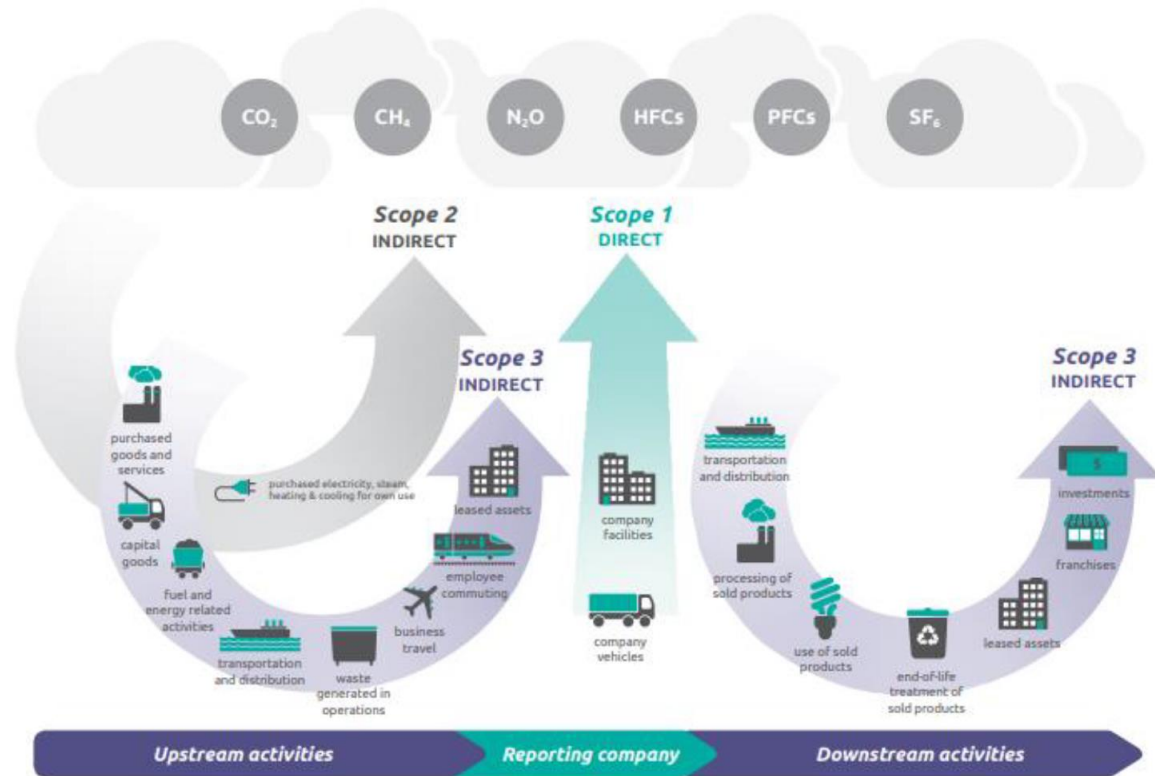 CO₂
CH₄
N₂O
HFCs
PFCs
SF₆
Scope 2
INDIRECT
Scope 1
DIRECT
Scope 3
INDIRECT
Scope 3
INDIRECT
purchased
goods and
services
capital
goods
fuel and
energy related
activities
purchased electricity, steam,
heating & cooling for own use
transportation
and distribution
waste
generated in
operations
business
travel
employee
commuting
leased assets
company
facilities
company
vehicles
transportation
and distribution
processing of
sold products
use of sold
products
end-of-life
treatment of
sold products
leased assets
franchises
investments
$
Upstream activities
Reporting company
Downstream activities